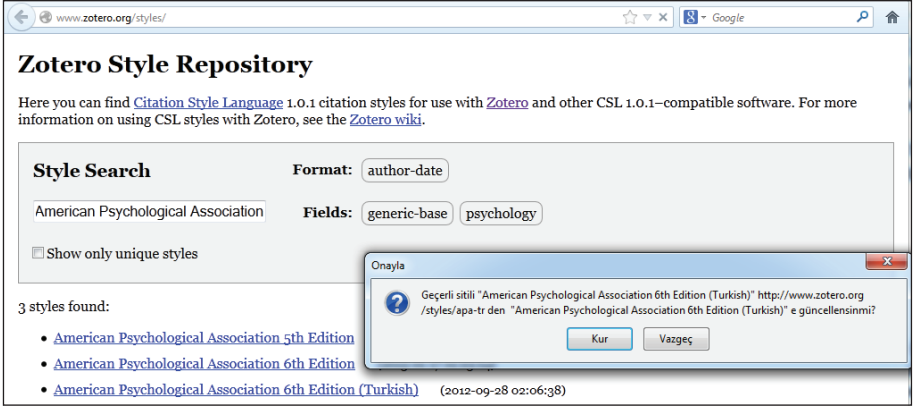 www.zotero.org/styles/
Google
Zotero Style Repository
Here you can find Citation Style Language 1.0.1 citation styles for use with Zotero and other CSL 1.0.1–compatible software. For more
information on using CSL styles with Zotero, see the Zotero wiki.
Style Search
Format: author-date
American Psychological Association
Fields: generic-base psychology
Show only unique styles
Onayla
Geçerli sitili "American Psychological Association 6th Edition (Turkish)" http://www.zotero.org
/styles/apa-tr den "American Psychological Association 6th Edition (Turkish)" e güncellensinmi?
Kur Vazgeç
3 styles found:
American Psychological Association 5th Edition
American Psychological Association 6th Edition
American Psychological Association 6th Edition (Turkish) (2012-09-28 02:06:38)